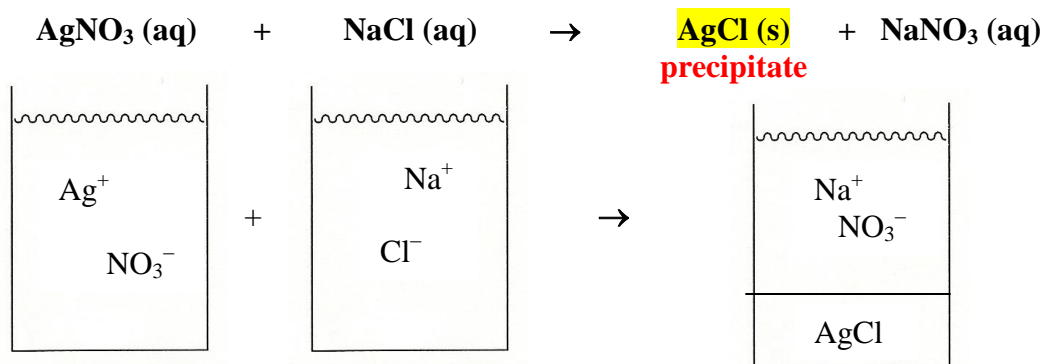 AgNO₃ (aq) + NaCl (aq) → AgCl (s) + NaNO₃ (aq)
precipitate
Ag⁺
NO₃⁻
+
Na⁺
Cl⁻
→
Na⁺
NO₃⁻
AgCl